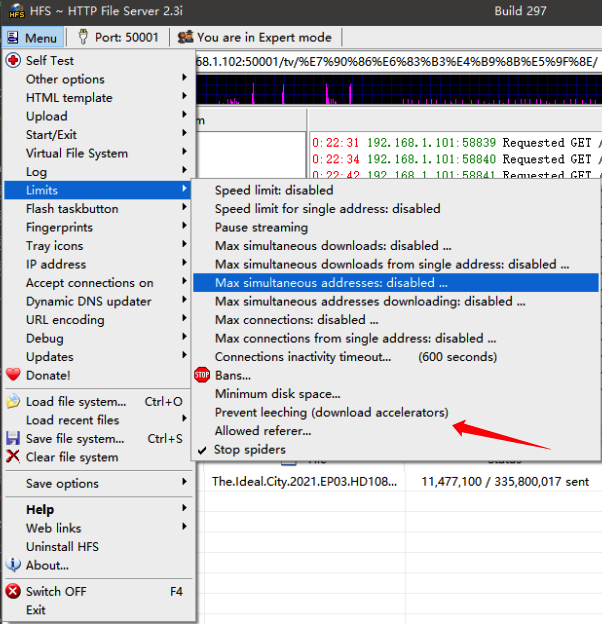 HFS ~ HTTP File Server 2.3i Build 297
Menu Port: 50001 You are in Expert mode
68.1.102:50001/tv/%E7%90%86%E6%83%B3%E4%B9%8B%E5%9F%8E/
Self Test
Other options
HTML template
Upload
Start/Exit
Virtual File System
Log
Limits
Flash taskbutton
Fingerprints
Tray icons
IP address
Accept connections on
Dynamic DNS updater
URL encoding
Debug
Updates
Donate!
Load file system... Ctrl+O
Load recent files
Save file system... Ctrl+S
Clear file system
Save options
Help
Web links
Uninstall HFS
About...
Switch OFF F4
Exit
0:22:31 192.168.1.101:58839 Requested GET /
0:22:34 192.168.1.101:58840 Requested GET /
0:22:42 192.168.1.101:58841 Requested GET /
Speed limit: disabled
Speed limit for single address: disabled
Pause streaming
Max simultaneous downloads: disabled ...
Max simultaneous downloads from single address: disabled ...
Max simultaneous addresses: disabled ...
Max simultaneous addresses downloading: disabled ...
Max connections: disabled ...
Max connections from single address: disabled ...
Connections inactivity timeout... (600 seconds)
STOP Bans...
Minimum disk space...
Prevent leeching (download accelerators)
Allowed referer...
Stop spiders
File Status
The.Ideal.City.2021.EP03.HD108... 11,477,100 / 335,800,017 sent